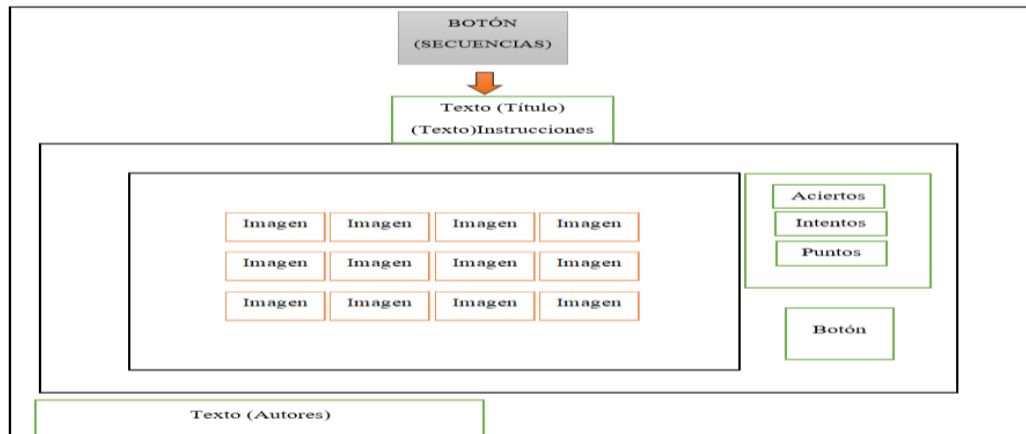 BOTÓN
(SECUENCIAS)
Texto (Título)
(Texto)Instrucciones
Imagen Imagen Imagen Imagen
Imagen Imagen Imagen Imagen
Imagen Imagen Imagen Imagen
Aciertos
Intentos
Puntos
Botón
Texto (Autores)